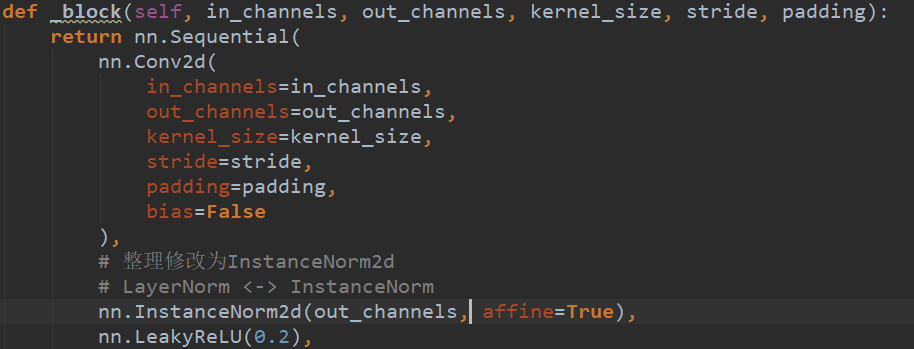 def _block(self, in_channels, out_channels, kernel_size, stride, padding):
    return nn.Sequential(
        nn.Conv2d(
            in_channels=in_channels,
            out_channels=out_channels,
            kernel_size=kernel_size,
            stride=stride,
            padding=padding,
            bias=False
        ),
        # 整理修改为InstanceNorm2d
        # LayerNorm <-> InstanceNorm
        nn.InstanceNorm2d(out_channels, affine=True),
        nn.LeakyReLU(0.2),